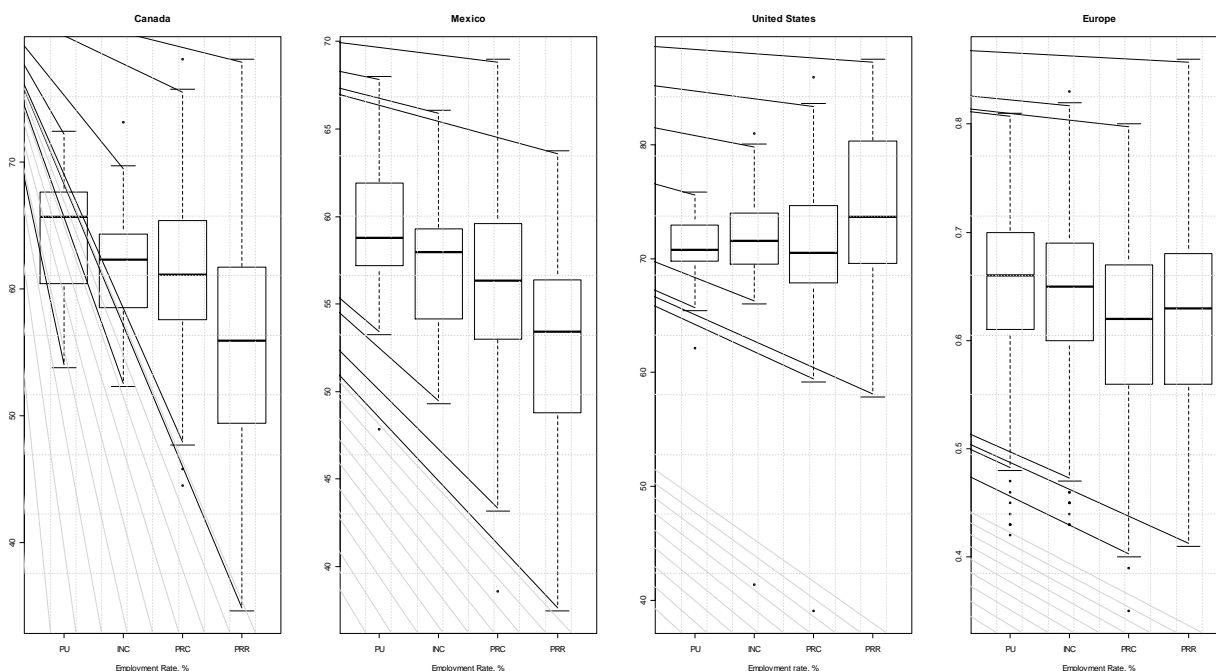 Canada
Mexico
United States
Europe
70
60
50
40
PU
INC
PRC
PRR
Employment Rate, %
70
65
60
55
50
45
40
PU
INC
PRC
PRR
Employment Rate, %
80
70
60
50
40
PU
INC
PRC
PRR
Employment rate, %
0.8
0.7
0.6
0.5
0.4
PU
INC
PRC
PRR
Employment Rate, %